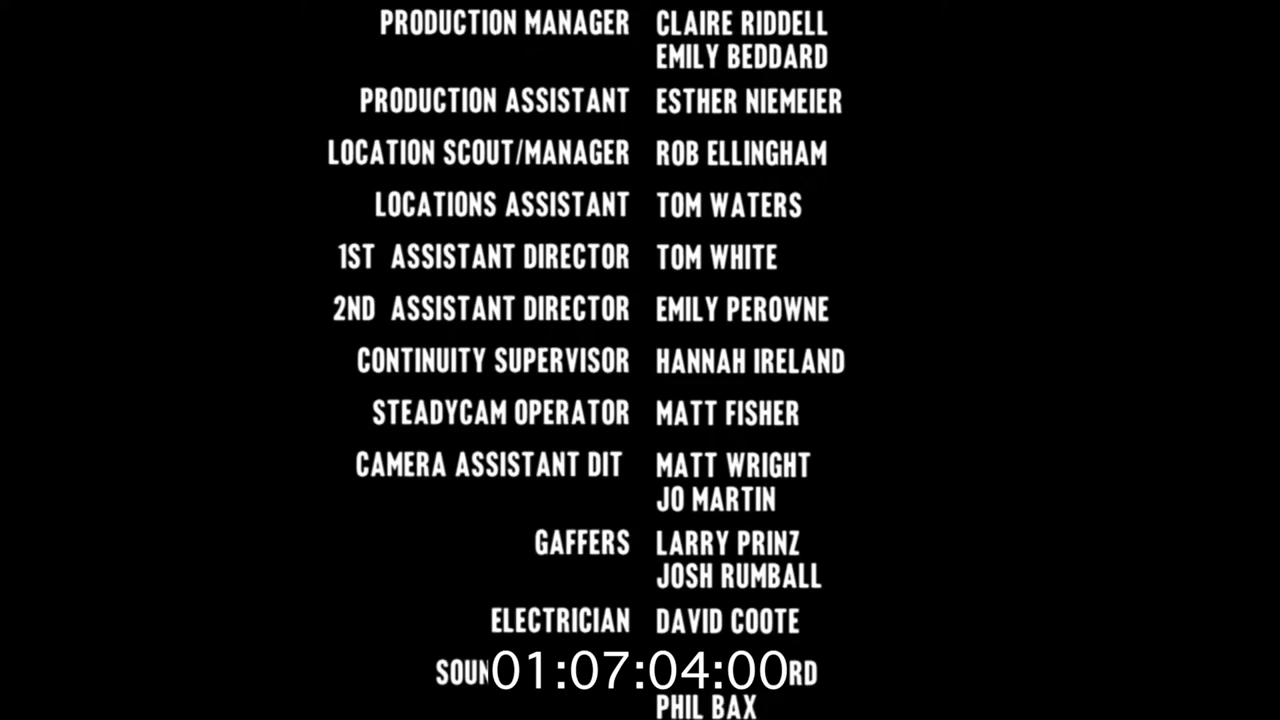 PRODUCTION MANAGER CLAIRE RIDDELL
EMILY BEDDARD
PRODUCTION ASSISTANT ESTHER NIEMEIER
LOCATION SCOUT/MANAGER ROB ELLINGHAM
LOCATIONS ASSISTANT TOM WATERS
1ST ASSISTANT DIRECTOR TOM WHITE
2ND ASSISTANT DIRECTOR EMILY PEROWNE
CONTINUITY SUPERVISOR HANNAH IRELAND
STEADYCAM OPERATOR MATT FISHER
CAMERA ASSISTANT DIT MATT WRIGHT
JO MARTIN
GAFFERS LARRY PRINZ
JOSH RUMBALL
ELECTRICIAN DAVID COOTE
01:07:04:00
PHIL BAX